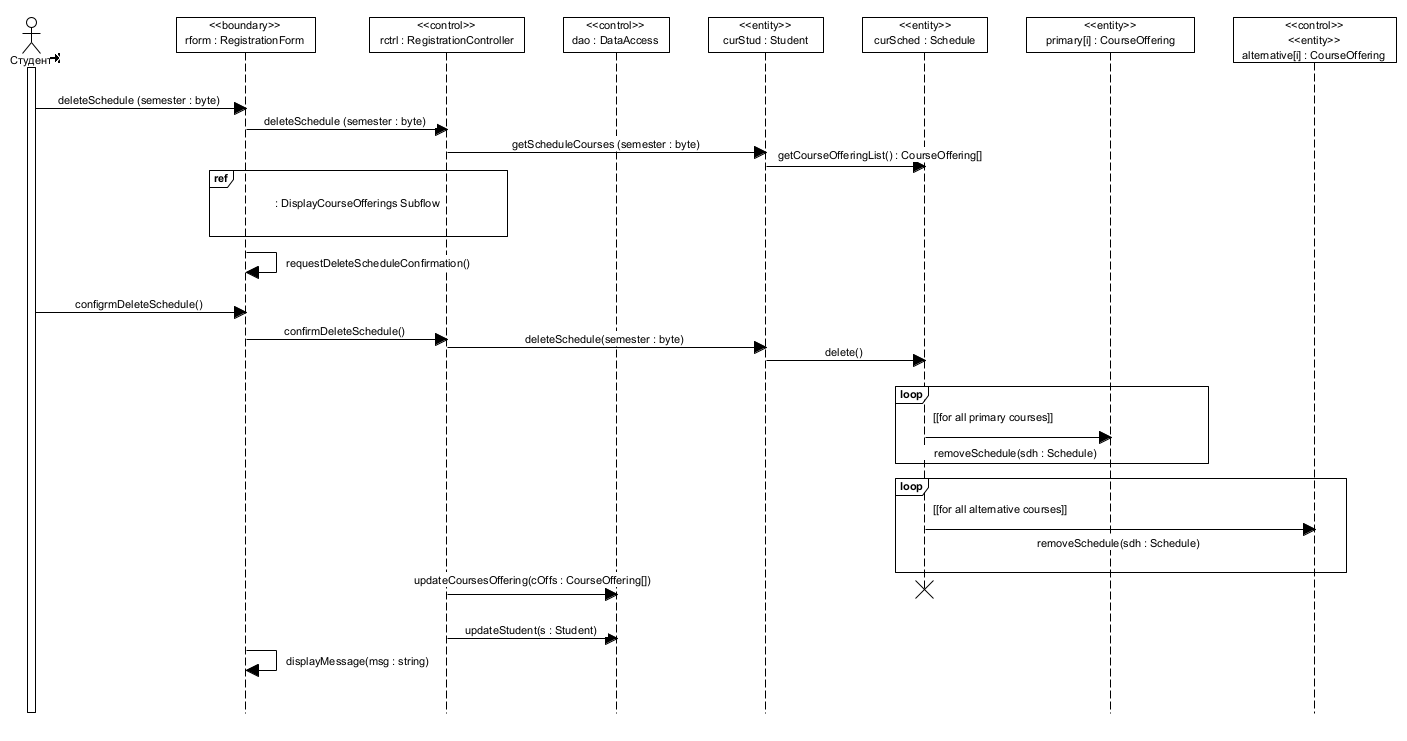 <<boundary>>
rform : RegistrationForm
<<control>>
rctrl : RegistrationController
<<control>>
dao : DataAccess
<<entity>>
curStud : Student
<<entity>>
curSched : Schedule
<<entity>>
primary[i] : CourseOffering
<<control>>
<<entity>>
alternative[i] : CourseOffering
Студент
deleteSchedule (semester : byte)
deleteSchedule (semester : byte)
getScheduleCourses (semester : byte)
getCourseOfferingList() : CourseOffering[]
ref
: DisplayCourseOfferings Subflow
requestDeleteScheduleConfirmation()
configrmDeleteSchedule()
confirmDeleteSchedule()
deleteSchedule(semester : byte)
delete()
loop
[[for all primary courses]]
removeSchedule(sdh : Schedule)
loop
[[for all alternative courses]]
removeSchedule(sdh : Schedule)
updateCoursesOffering(cOffs : CourseOffering[])
updateStudent(s : Student)
displayMessage(msg : string)